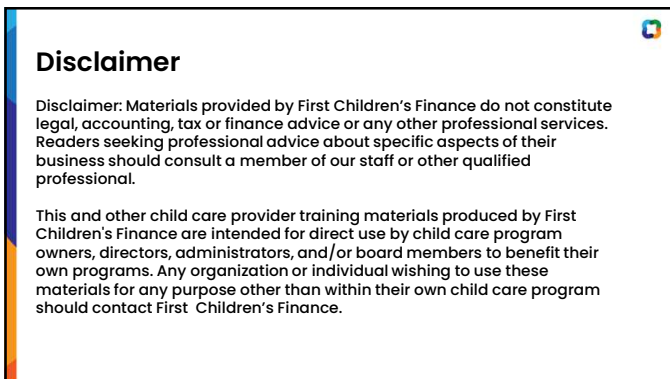 Disclaimer
Disclaimer: Materials provided by First Children’s Finance do not constitute
legal, accounting, tax or finance advice or any other professional services.
Readers seeking professional advice about specific aspects of their
business should consult a member of our staff or other qualified
professional.
This and other child care provider training materials produced by First
Children's Finance are intended for direct use by child care program
owners, directors, administrators, and/or board members to benefit their
own programs. Any organization or individual wishing to use these
materials for any purpose other than within their own child care program
should contact First  Children’s Finance.